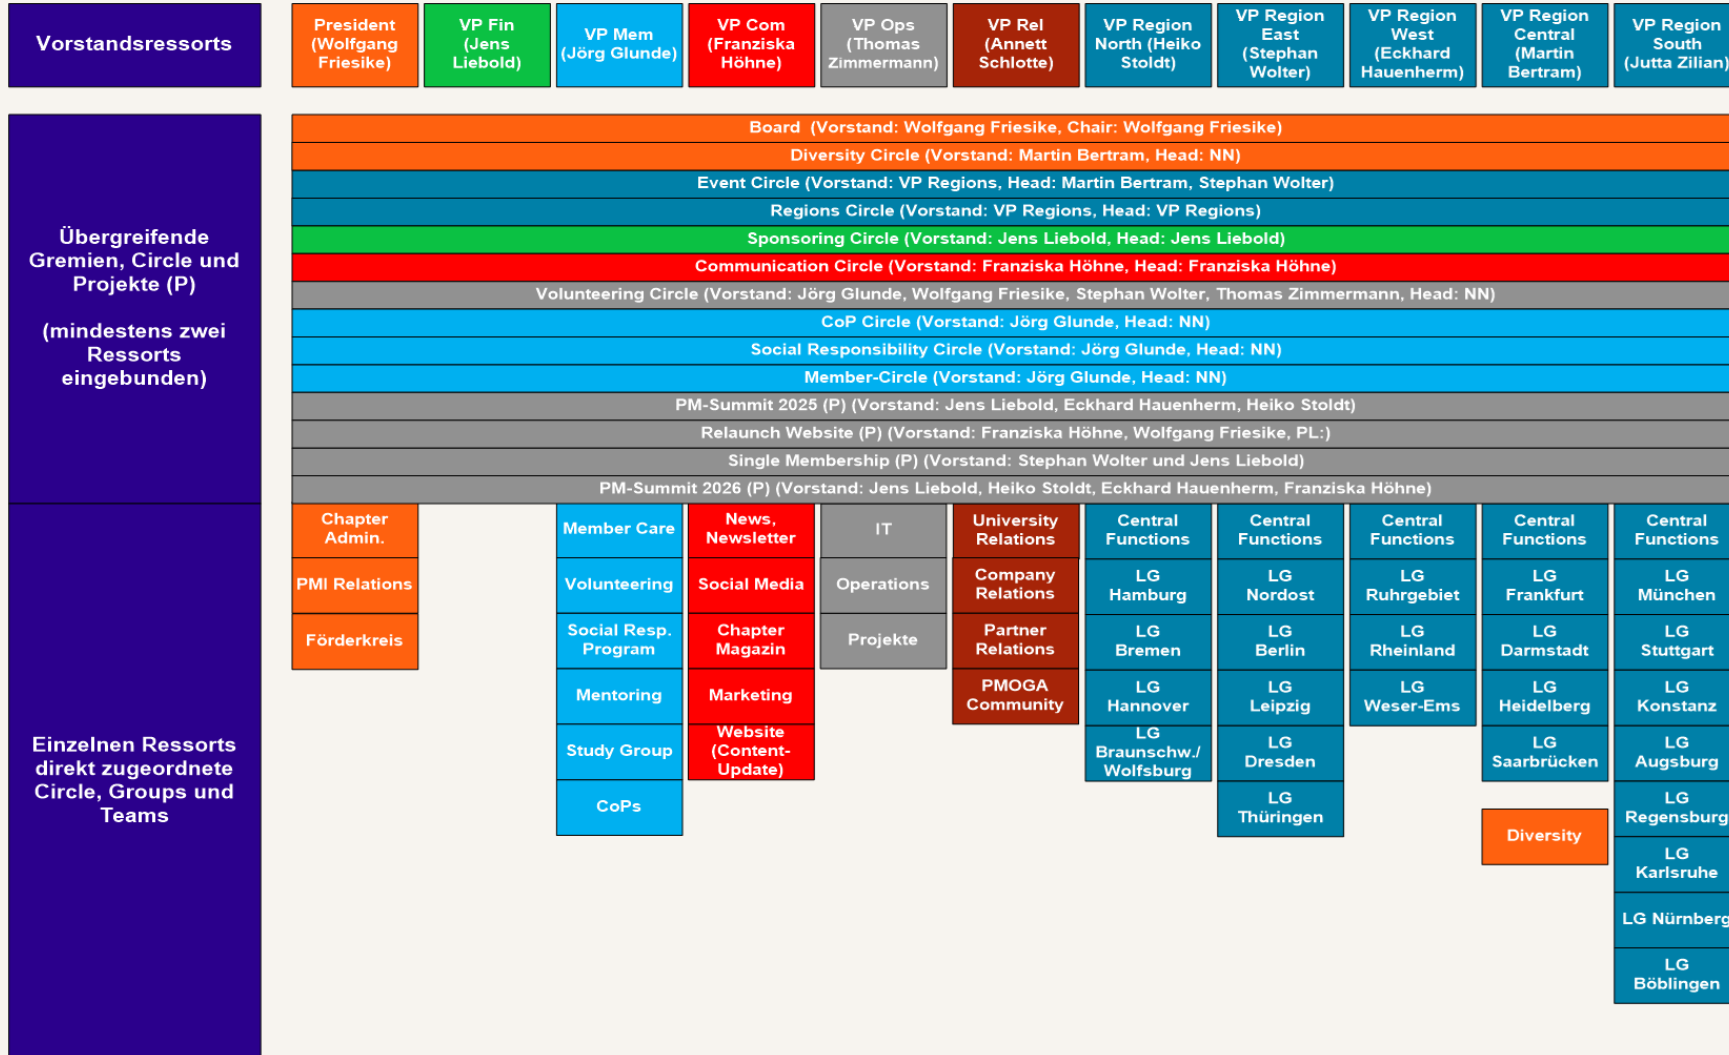 Vorstandsressorts
President
(Wolfgang
Friesike)
VP Fin
(Jens
Liebold)
VP Mem
(Jörg Glunde)
VP Com
(Franziska
Höhne)
VP Ops
(Thomas
Zimmermann)
VP Rel
(Annett
Schlotte)
VP Region
North (Heiko
Stoldt)
VP Region
East
(Stephan
Wolter)
VP Region
West
(Eckhard
Hauenherm)
VP Region
Central
(Martin
Bertram)
VP Region
South
(Jutta Zilian)
Übergreifende
Gremien, Circle und
Projekte (P)
(mindestens zwei
Ressorts
eingebunden)
Board (Vorstand: Wolfgang Friesike, Chair: Wolfgang Friesike)
Diversity Circle (Vorstand: Martin Bertram, Head: NN)
Event Circle (Vorstand: VP Regions, Head: Martin Bertram, Stephan Wolter)
Regions Circle (Vorstand: VP Regions, Head: VP Regions)
Sponsoring Circle (Vorstand: Jens Liebold, Head: Jens Liebold)
Communication Circle (Vorstand: Franziska Höhne, Head: Franziska Höhne)
Volunteering Circle (Vorstand: Jörg Glunde, Wolfgang Friesike, Stephan Wolter, Thomas Zimmermann, Head: NN)
CoP Circle (Vorstand: Jörg Glunde, Head: NN)
Social Responsibility Circle (Vorstand: Jörg Glunde, Head: NN)
Member-Circle (Vorstand: Jörg Glunde, Head: NN)
PM-Summit 2025 (P) (Vorstand: Jens Liebold, Eckhard Hauenherm, Heiko Stoldt)
Relaunch Website (P) (Vorstand: Franziska Höhne, Wolfgang Friesike, PL:)
Single Membership (P) (Vorstand: Stephan Wolter und Jens Liebold)
PM-Summit 2026 (P) (Vorstand: Jens Liebold, Heiko Stoldt, Eckhard Hauenherm, Franziska Höhne)
Einzelnen Ressorts
direkt zugeordnete
Circle, Groups und
Teams
Chapter
Admin.
PMI Relations
Förderkreis
Member Care
Volunteering
Social Resp.
Program
Mentoring
Study Group
CoPs
News,
Newsletter
Social Media
Chapter
Magazin
Marketing
Website
(Content-
Update)
IT
Operations
Projekte
University
Relations
Company
Relations
Partner
Relations
PMOGA
Community
Central
Functions
LG
Hamburg
LG
Bremen
LG
Hannover
LG
Braunschw./
Wolfsburg
Central
Functions
LG
Nordost
LG
Berlin
LG
Leipzig
LG
Dresden
LG
Thüringen
Central
Functions
LG
Ruhrgebiet
LG
Rheinland
LG
Weser-Ems
Central
Functions
LG
Frankfurt
LG
Darmstadt
LG
Heidelberg
LG
Saarbrücken
Diversity
Central
Functions
LG
München
LG
Stuttgart
LG
Konstanz
LG
Augsburg
LG
Regensburg
LG
Karlsruhe
LG Nürnberg
LG
Böblingen